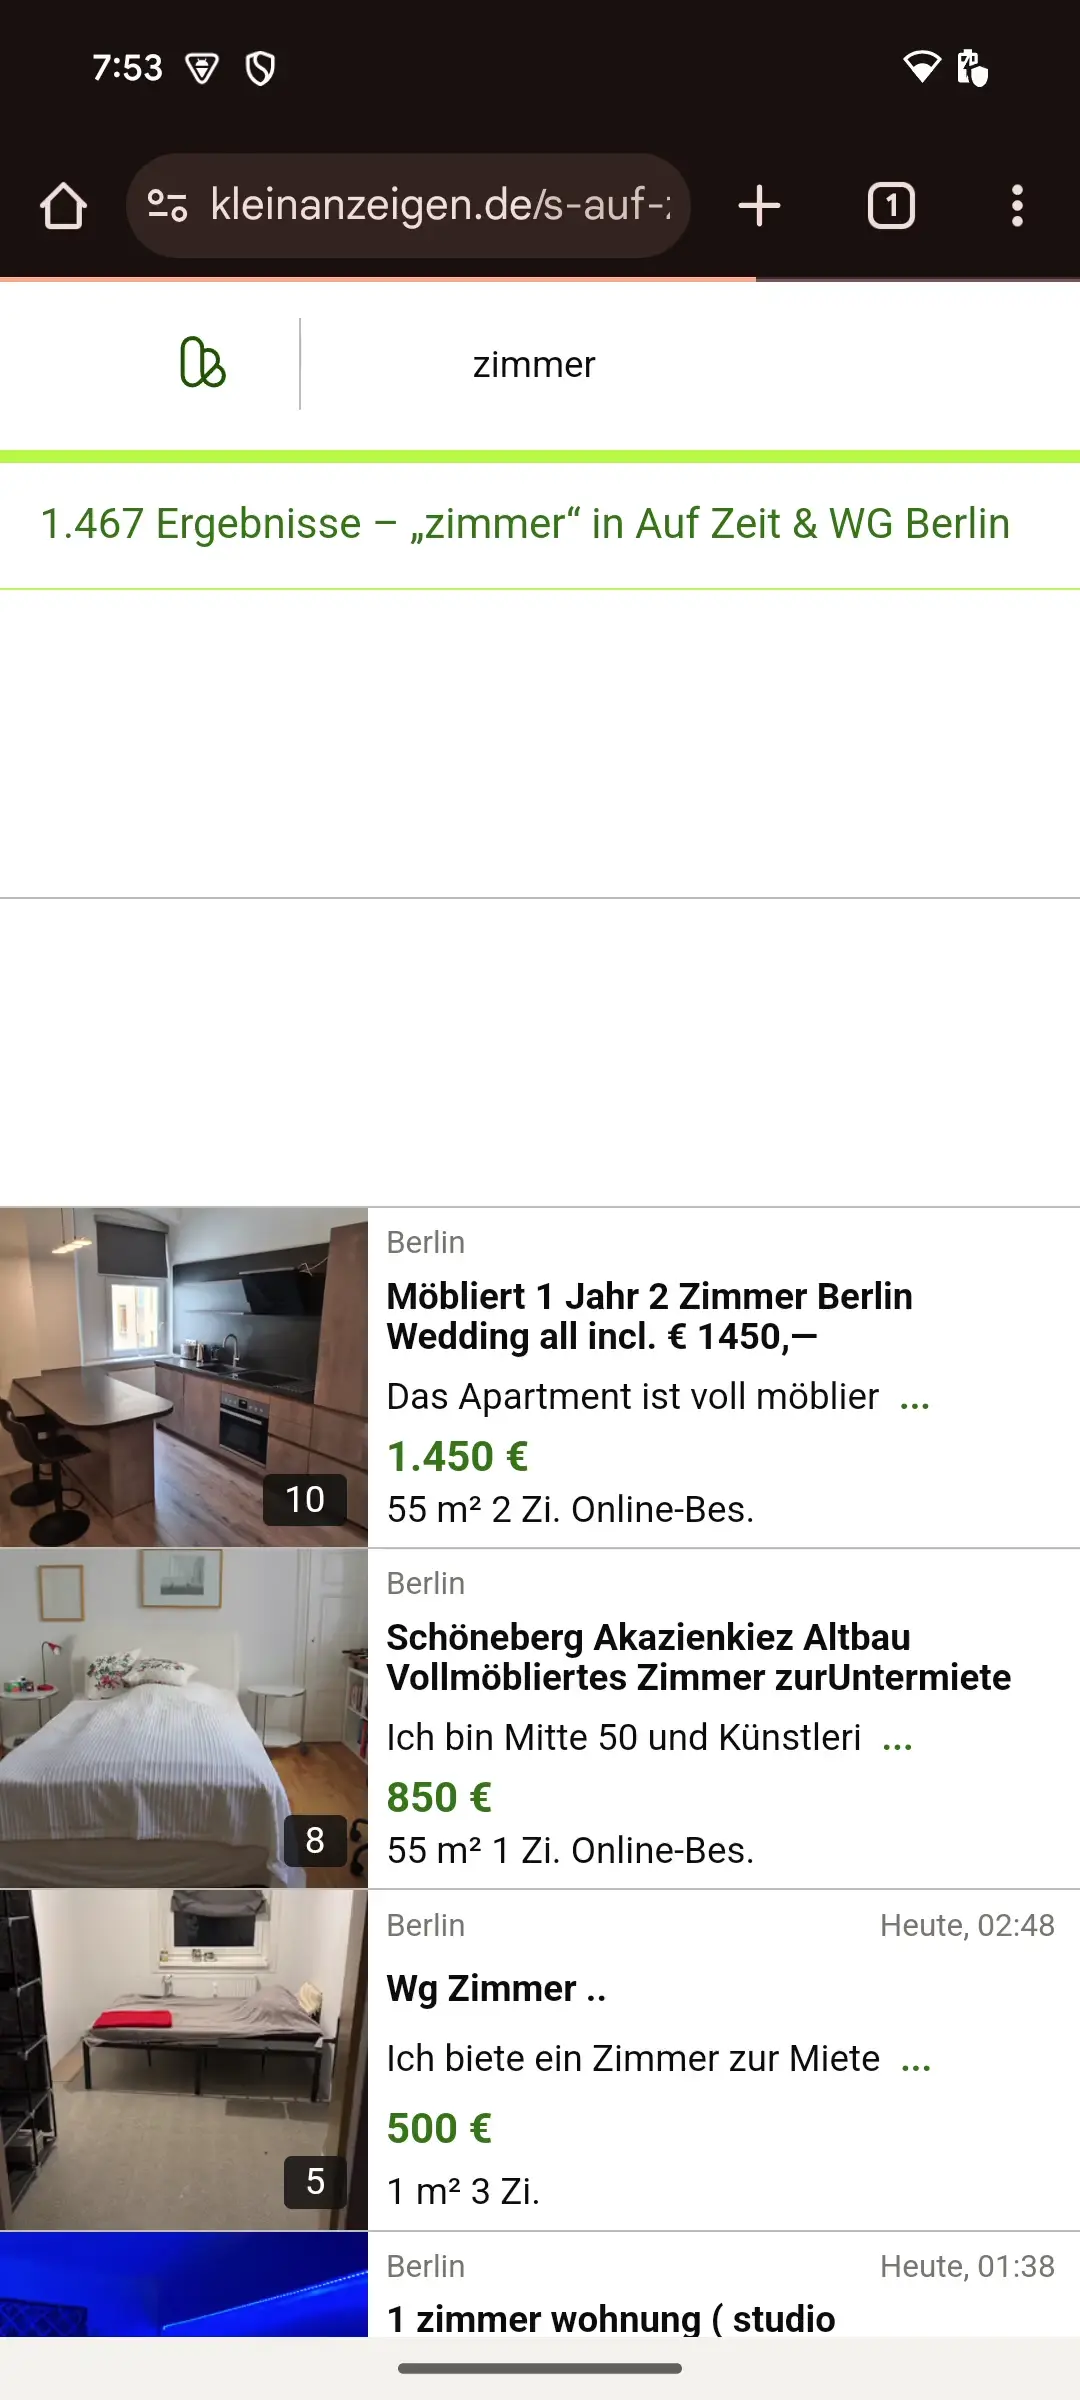 7:53
kleinanzeigen.de/s-auf-
1
zimmer
1.467 Ergebnisse – „zimmer“ in Auf Zeit & WG Berlin
Berlin
Möbliert 1 Jahr 2 Zimmer Berlin
Wedding all incl. € 1450,—
Das Apartment ist voll möblier ...
1.450 €
10
55 m² 2 Zi. Online-Bes.
Berlin
Schöneberg Akazienkiez Altbau
Vollmöbliertes Zimmer zurUntermiete
Ich bin Mitte 50 und Künstleri ...
850 €
8
55 m² 1 Zi. Online-Bes.
Berlin Heute, 02:48
Wg Zimmer ..
Ich biete ein Zimmer zur Miete ...
500 €
5
1 m² 3 Zi.
Berlin Heute, 01:38
1 zimmer wohnung ( studio